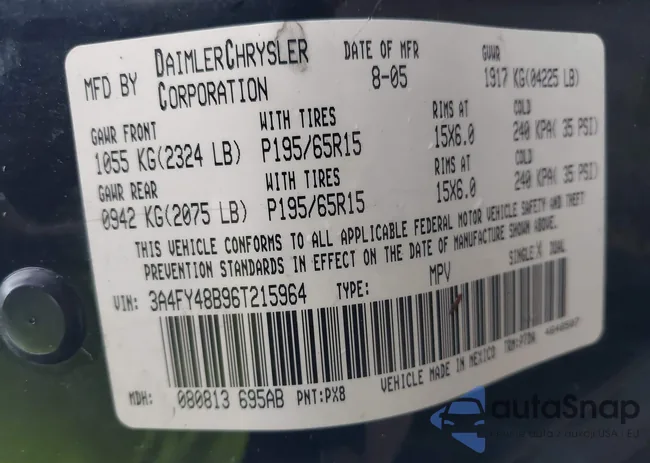 MFD BY DAIMLERCHRYSLER CORPORATION
DATE OF MFR 8-05
GVWR 1917 KG(04225 LB)
GAWR FRONT WITH TIRES RIMS AT COLD
1055 KG(2324 LB) P195/65R15 15X6.0 240 KPA( 35 PSI)
GAWR REAR WITH TIRES RIMS AT COLD
0942 KG(2075 LB) P195/65R15 15X6.0 240 KPA( 35 PSI)
THIS VEHICLE CONFORMS TO ALL APPLICABLE FEDERAL MOTOR VEHICLE SAFETY AND THEFT
PREVENTION STANDARDS IN EFFECT ON THE DATE OF MANUFACTURE SHOWN ABOVE.
VIN: 3A4FY48B96T215964 TYPE: MPV SINGLE X DUAL
MDH: 080813 695AB PNT:PX8 VEHICLE MADE IN MEXICO
autoSnap